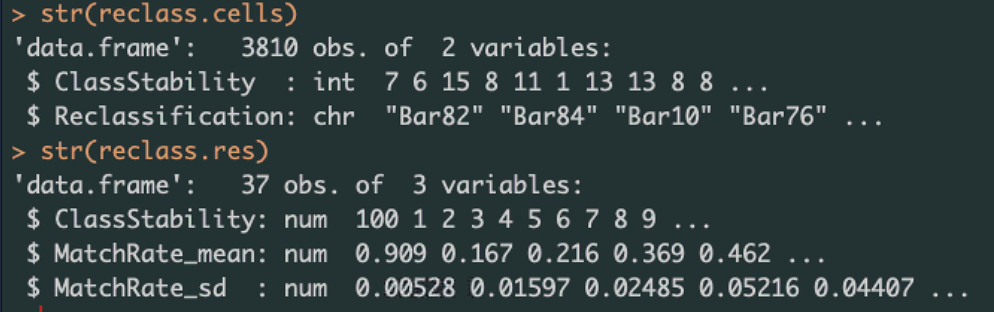 > str(reclass.cells)
'data.frame':   3810 obs. of  2 variables:
 $ ClassStability  : int  7 6 15 8 11 1 13 13 8 8 ...
 $ Reclassification: chr  "Bar82" "Bar84" "Bar10" "Bar76" ...
> str(reclass.res)
'data.frame':   37 obs. of  3 variables:
 $ ClassStability: num  100 1 2 3 4 5 6 7 8 9 ...
 $ MatchRate_mean: num  0.909 0.167 0.216 0.369 0.462 ...
 $ MatchRate_sd  : num  0.00528 0.01597 0.02485 0.05216 0.04407 ...